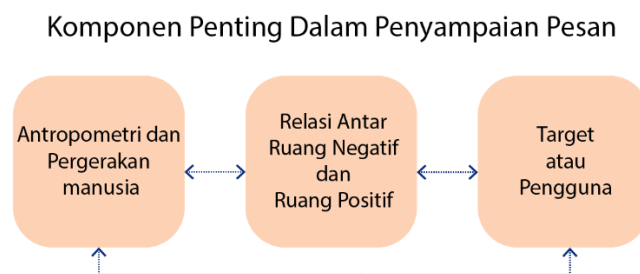 Komponen Penting Dalam Penyampaian Pesan
Antropometri dan
Pergerakan
manusia
Relasi Antar
Ruang Negatif
dan
Ruang Positif
Target
atau
Pengguna